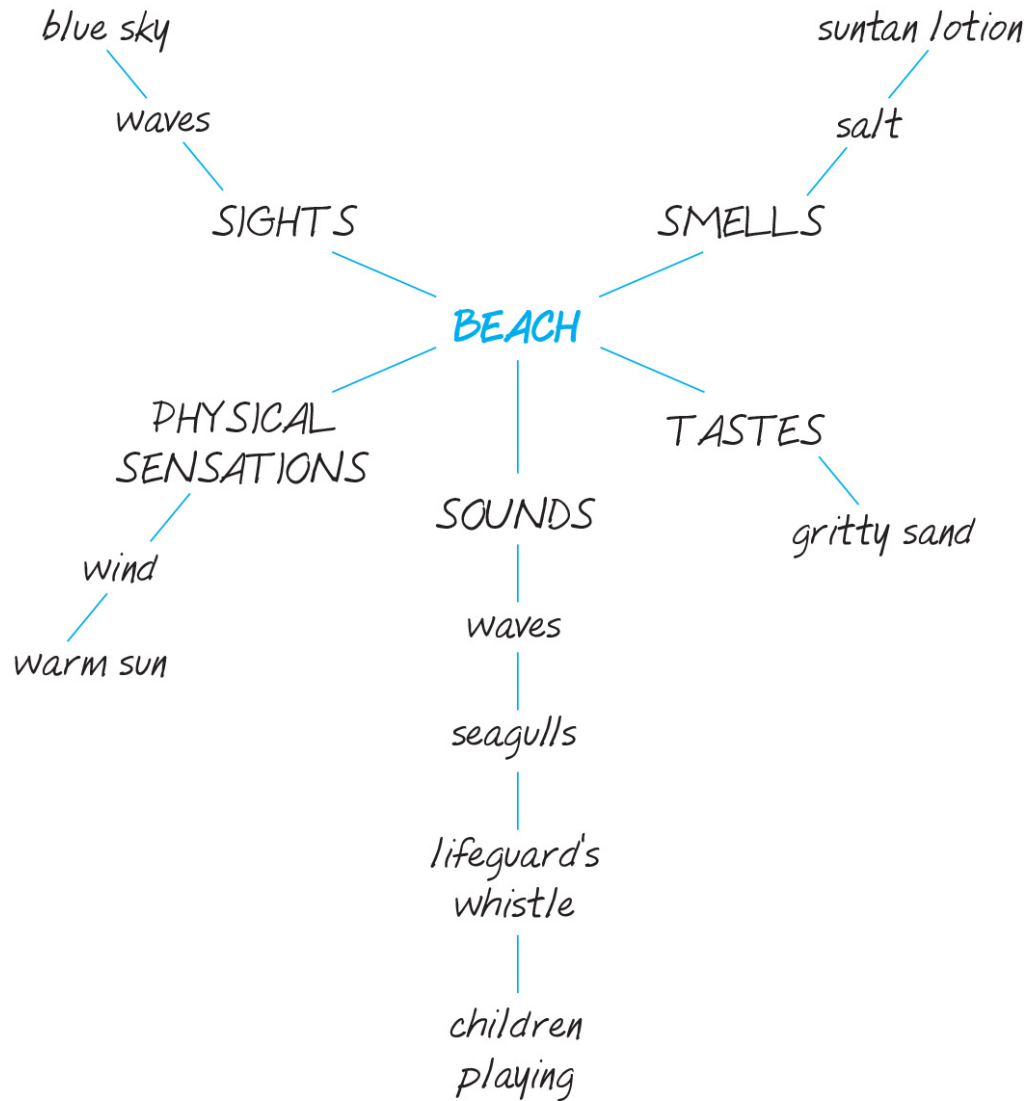 blue sky
suntan lotion
waves
salt
SIGHTS
SMELLS
BEACH
PHYSICAL
SENSATIONS
TASTES
SOUNDS
gritty sand
wind
waves
warm sun
seagulls
lifeguard's
whistle
children
playing